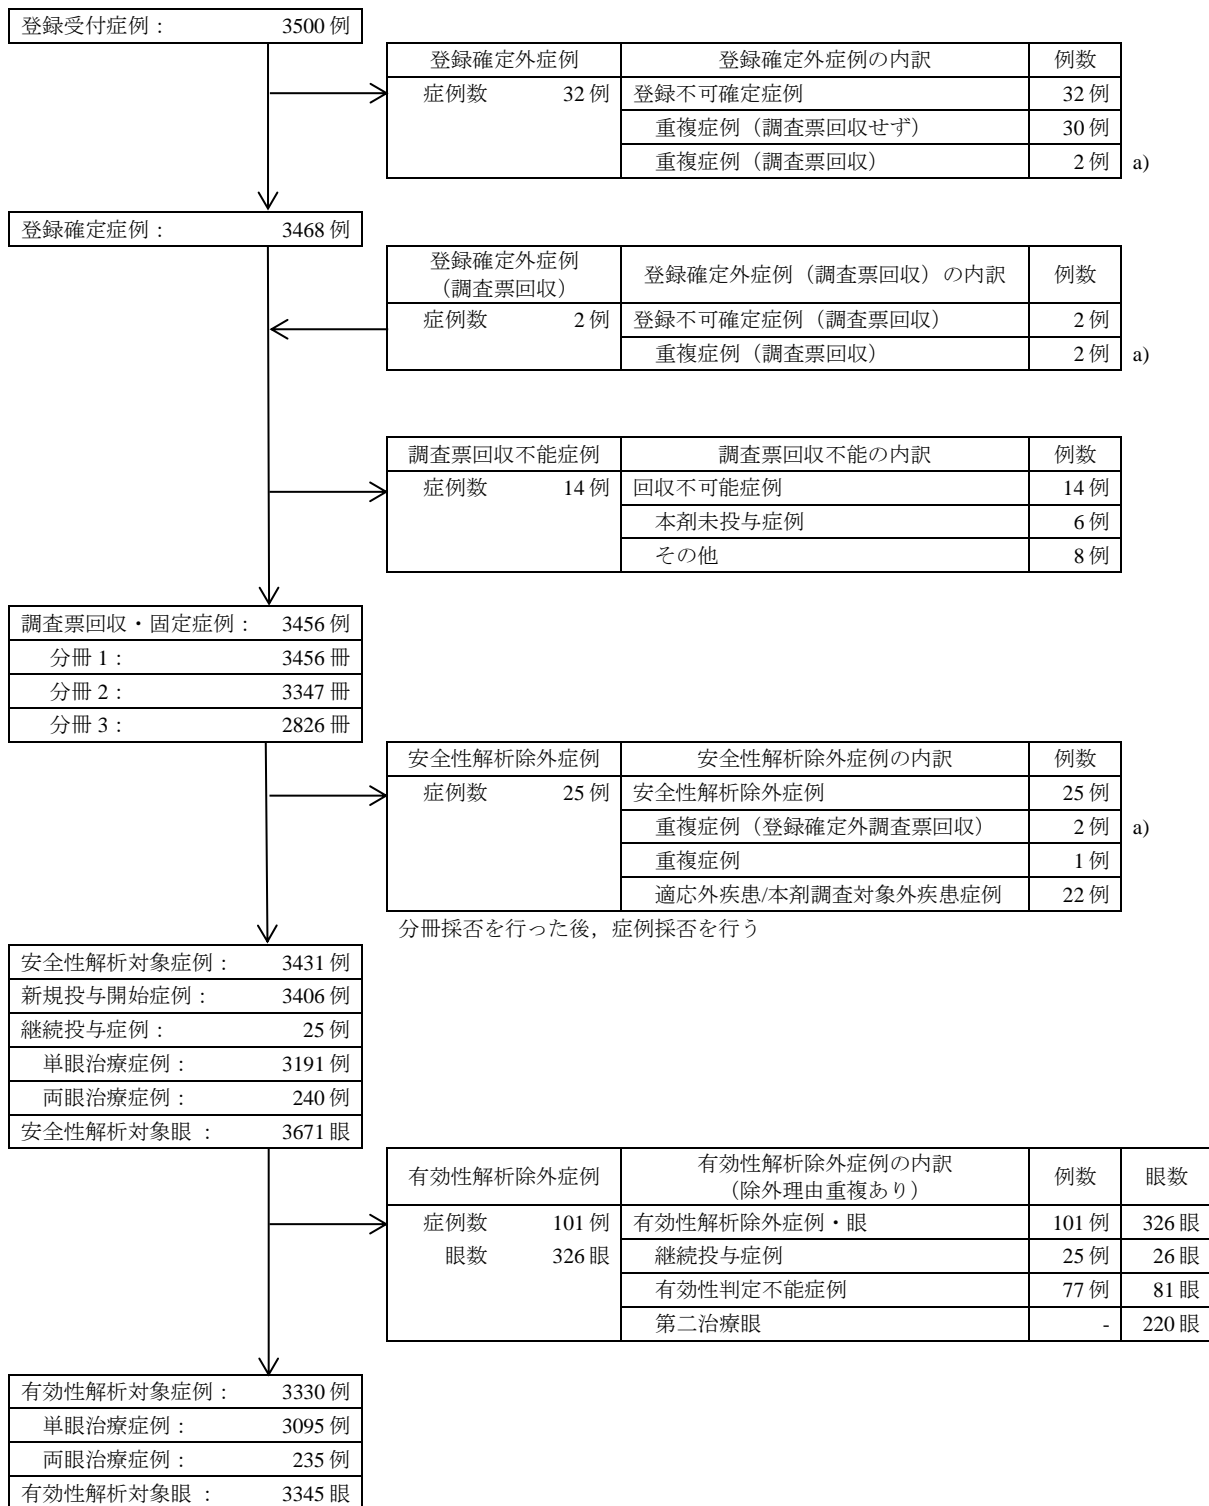 登録受付症例： 3500 例
登録確定外症例 登録確定外症例の内訳 例数
症例数 32 例 登録不可確定症例 32 例
重複症例（調査票回収せず） 30 例
重複症例（調査票回収） 2 例 a)
登録確定症例： 3468 例
登録確定外症例
（調査票回収） 登録確定外症例（調査票回収）の内訳 例数
症例数 2 例 登録不可確定症例（調査票回収） 2 例
重複症例（調査票回収） 2 例 a)
調査票回収不能症例 調査票回収不能の内訳 例数
症例数 14 例 回収不可能症例 14 例
本剤未投与症例 6 例
その他 8 例
調査票回収・固定症例： 3456 例
分冊 1： 3456 冊
分冊 2： 3347 冊
分冊 3： 2826 冊
安全性解析除外症例 安全性解析除外症例の内訳 例数
症例数 25 例 安全性解析除外症例 25 例
重複症例（登録確定外調査票回収） 2 例 a)
重複症例 1 例
適応外疾患/本剤調査対象外疾患症例 22 例
分冊採否を行った後，症例採否を行う
安全性解析対象症例： 3431 例
新規投与開始症例： 3406 例
継続投与症例： 25 例
単眼治療症例： 3191 例
両眼治療症例： 240 例
安全性解析対象眼： 3671 眼
有効性解析除外症例 有効性解析除外症例の内訳
（除外理由重複あり） 例数 眼数
症例数 101 例 有効性解析除外症例・眼 101 例 326 眼
眼数 326 眼 継続投与症例 25 例 26 眼
有効性判定不能症例 77 例 81 眼
第二治療眼 - 220 眼
有効性解析対象症例： 3330 例
単眼治療症例： 3095 例
両眼治療症例： 235 例
有効性解析対象眼： 3345 眼